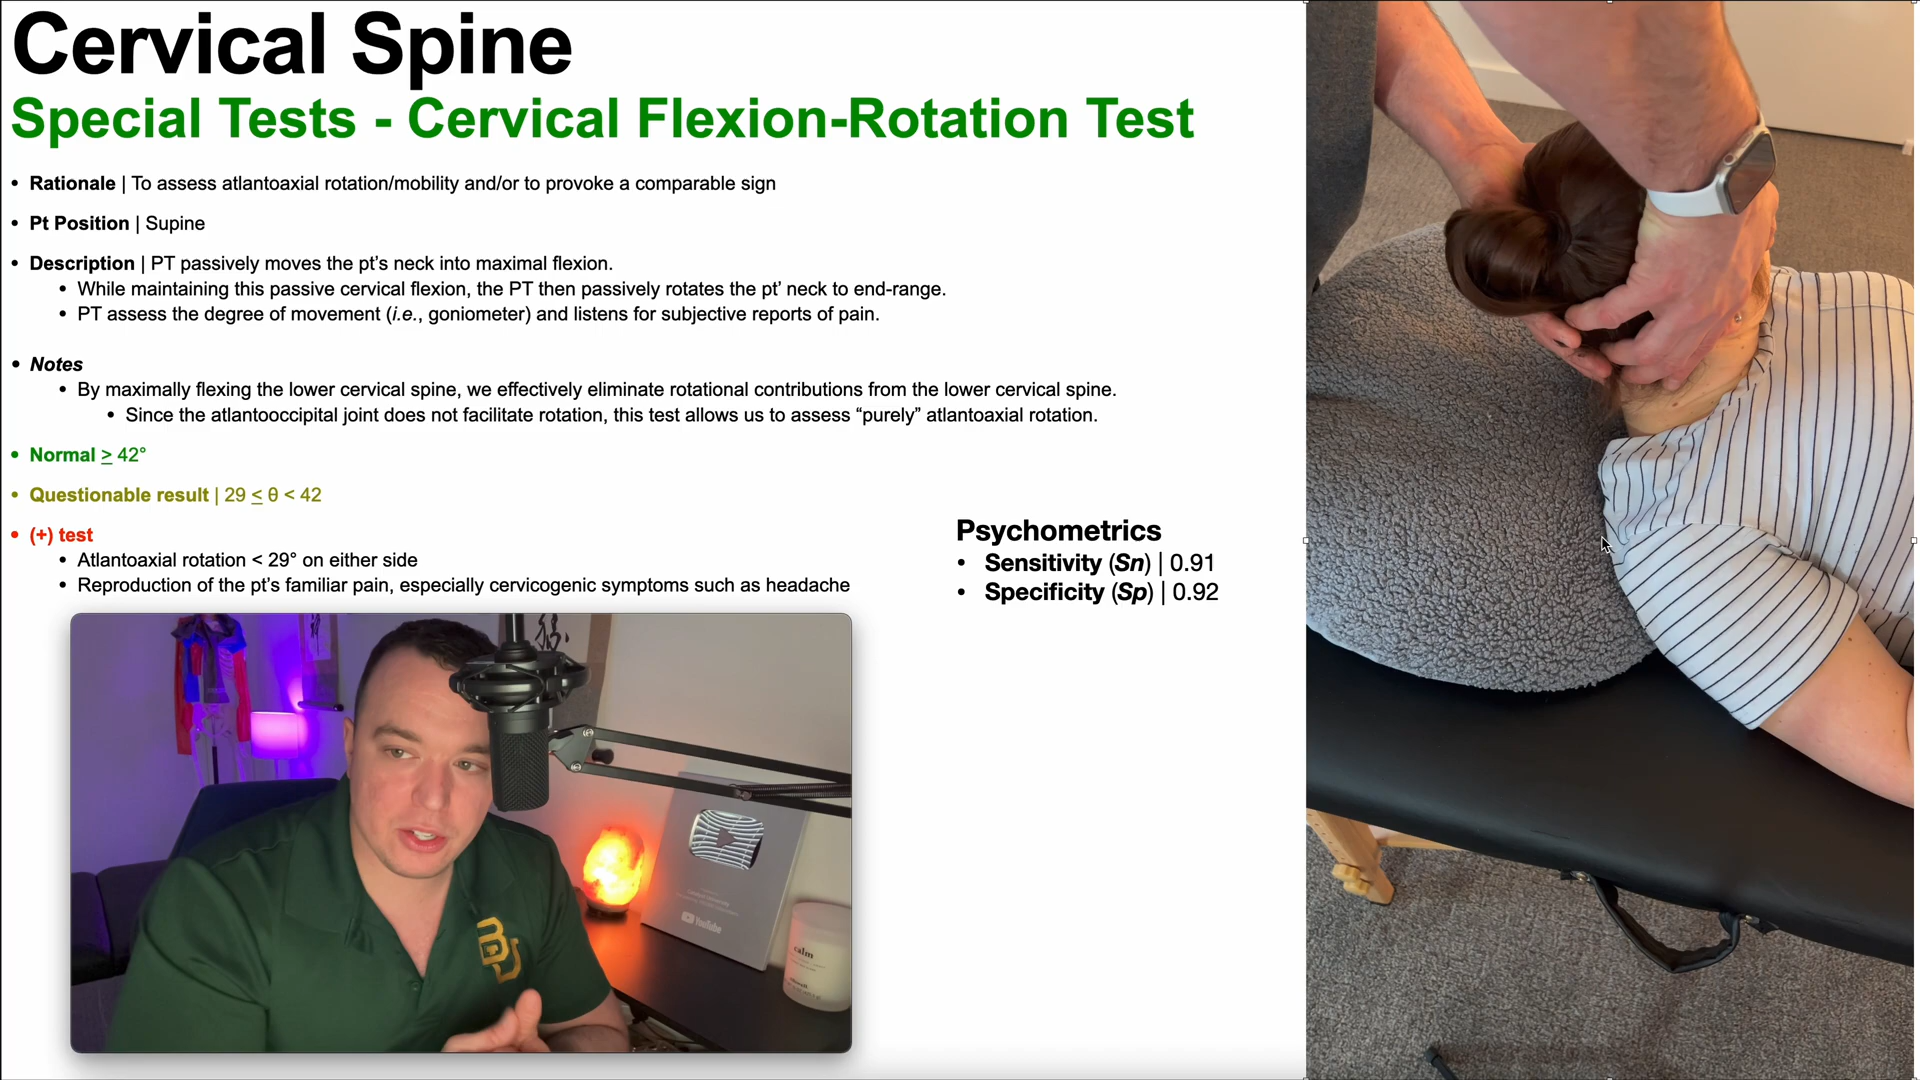 Cervical Spine
Special Tests - Cervical Flexion-Rotation Test
• Rationale | To assess atlantoaxial rotation/mobility and/or to provoke a comparable sign
• Pt Position | Supine
• Description | PT passively moves the pt’s neck into maximal flexion.
• While maintaining this passive cervical flexion, the PT then passively rotates the pt’ neck to end-range.
• PT assess the degree of movement (i.e., goniometer) and listens for subjective reports of pain.
• Notes
• By maximally flexing the lower cervical spine, we effectively eliminate rotational contributions from the lower cervical spine.
• Since the atlantooccipital joint does not facilitate rotation, this test allows us to assess “purely” atlantoaxial rotation.
• Normal ≥ 42°
• Questionable result | 29 ≤ θ < 42
• (+) test
• Atlantoaxial rotation < 29° on either side
• Reproduction of the pt’s familiar pain, especially cervicogenic symptoms such as headache
Psychometrics
• Sensitivity (Sn) | 0.91
• Specificity (Sp) | 0.92
BU
YouTube
calm